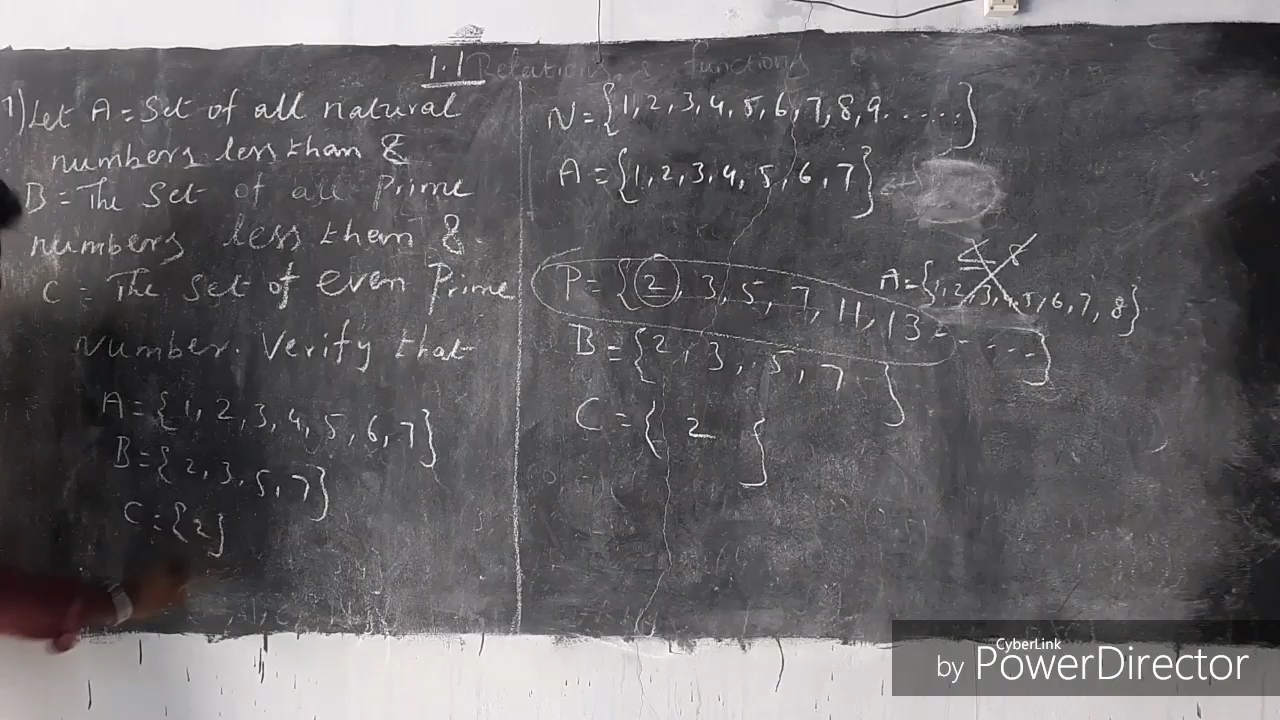 1.1 Relations & functions
1) Let A = Set of all natural
numbers less than 8
B = The Set of all Prime
numbers less than 8
C = The Set of even Prime
Number. Verify that
A = {1, 2, 3, 4, 5, 6, 7}
B = {2, 3, 5, 7}
C = {2}
N = {1, 2, 3, 4, 5, 6, 7, 8, 9......}
A = {1, 2, 3, 4, 5, 6, 7}
P = {2, 3, 5, 7, 11, 13 - ....}
≤ 8
A = {1, 2, 3, 4, 5, 6, 7, 8}
B = {2, 3, 5, 7 }
C = { 2 }
CyberLink
by PowerDirector